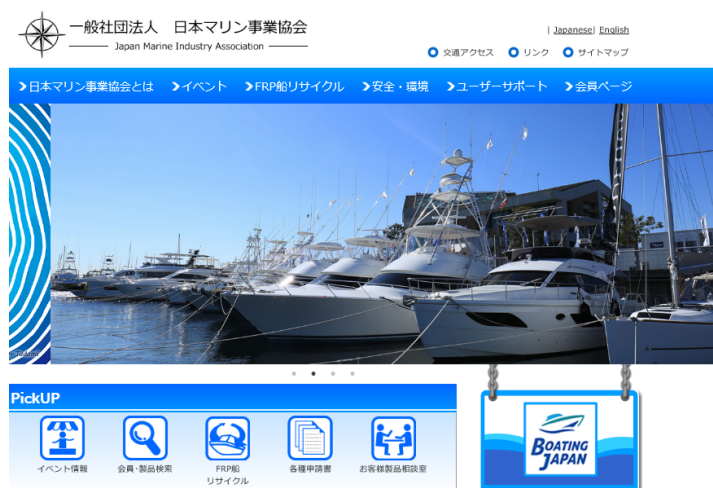 一般社団法人 日本マリン事業協会
Japan Marine Industry Association
| Japanese| English
交通アクセス リンク サイトマップ
日本マリン事業協会とは イベント FRP船リサイクル 安全・環境 ユーザーサポート 会員ページ
PickUP
イベント情報
会員・製品検索
FRP船
リサイクル
各種申請書
お客様製品相談室
BOATING
JAPAN